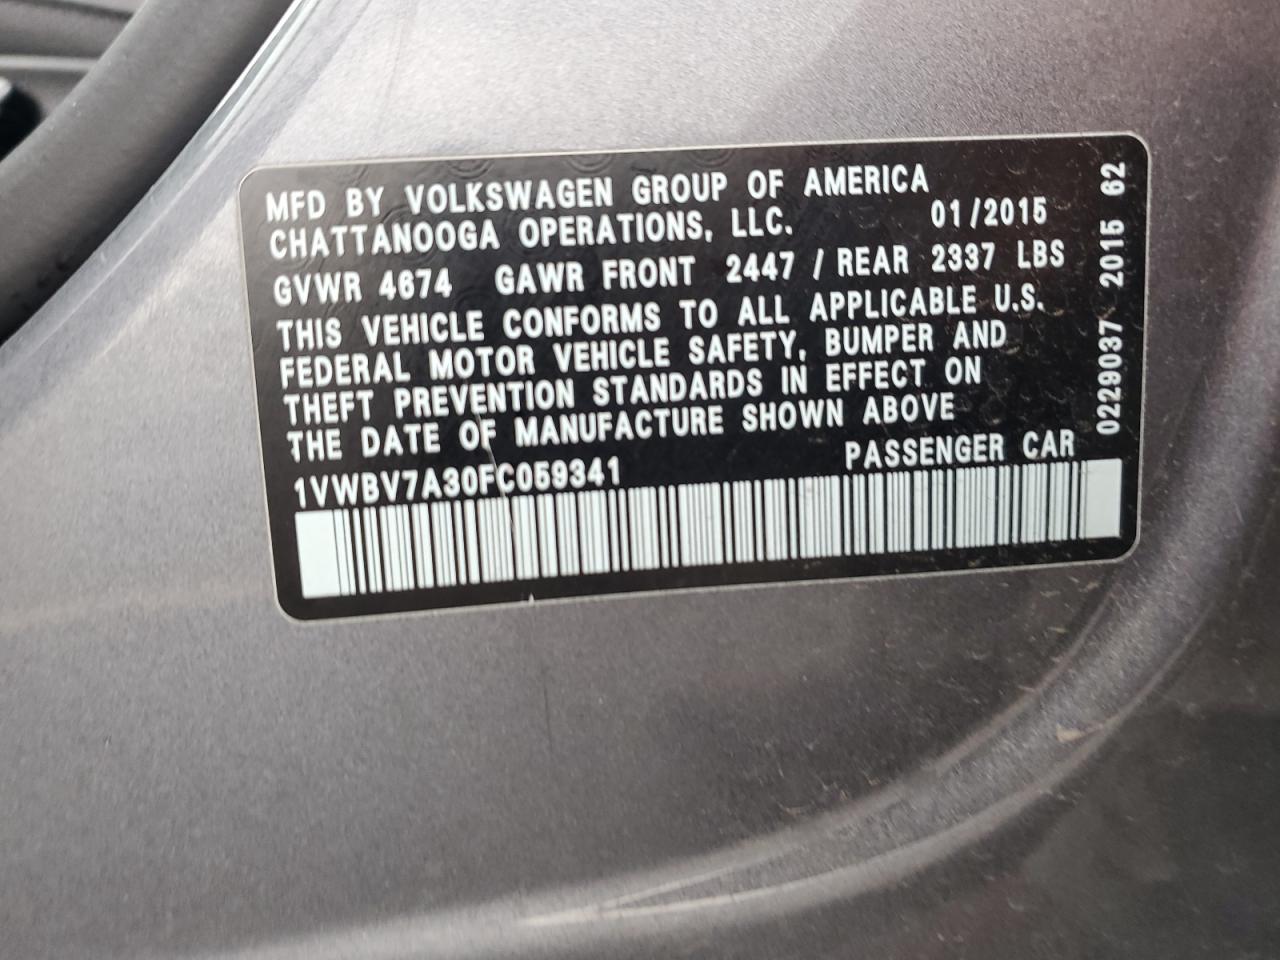 MFD BY VOLKSWAGEN GROUP OF AMERICA
CHATTANOOGA OPERATIONS, LLC. 01/2015
GVWR 4674 GAWR FRONT 2447 / REAR 2337 LBS
THIS VEHICLE CONFORMS TO ALL APPLICABLE U.S.
FEDERAL MOTOR VEHICLE SAFETY, BUMPER AND
THEFT PREVENTION STANDARDS IN EFFECT ON
THE DATE OF MANUFACTURE SHOWN ABOVE
1VWBV7A30FC059341 PASSENGER CAR
0229037 2015 62